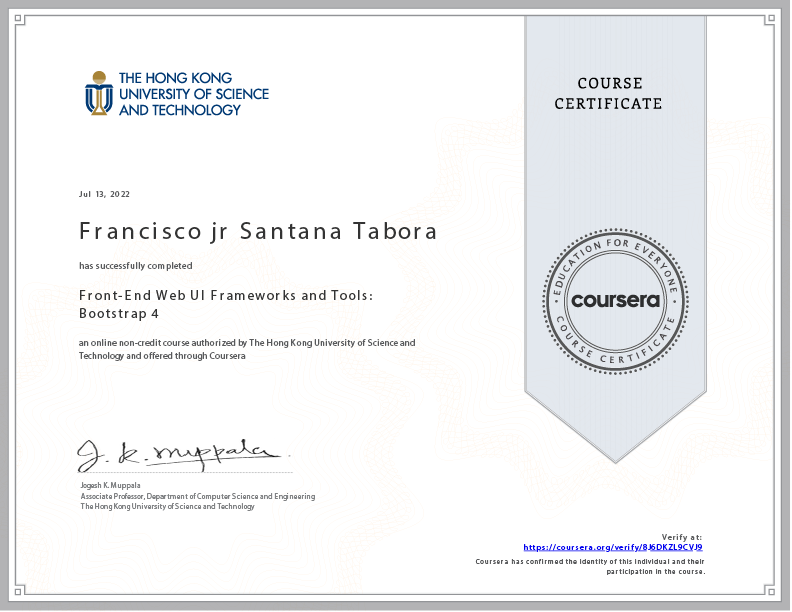 THE HONG KONG
UNIVERSITY OF SCIENCE
AND TECHNOLOGY
COURSE
CERTIFICATE
Jul 13, 2022
Francisco jr Santana Tabora
has successfully completed
Front-End Web UI Frameworks and Tools:
Bootstrap 4
an online non-credit course authorized by The Hong Kong University of Science and
Technology and offered through Coursera
EDUCATION FOR EVERYONE
coursera
COURSE CERTIFICATE
J. K. Muppala
Jogesh K. Muppala
Associate Professor, Department of Computer Science and Engineering
The Hong Kong University of Science and Technology
Verify at:
https://coursera.org/verify/8J6DKZL9CVJ9
Coursera has confirmed the identity of this individual and their
participation in the course.